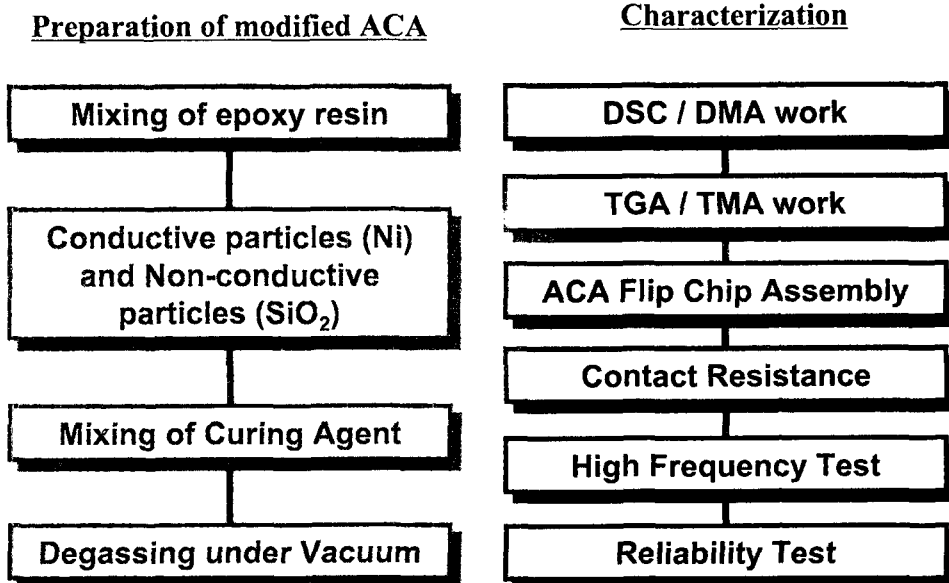 Preparation of modified ACA
Mixing of epoxy resin
Conductive particles (Ni)
and Non-conductive
particles (SiO₂)
Mixing of Curing Agent
Degassing under Vacuum
Characterization
DSC / DMA work
TGA / TMA work
ACA Flip Chip Assembly
Contact Resistance
High Frequency Test
Reliability Test